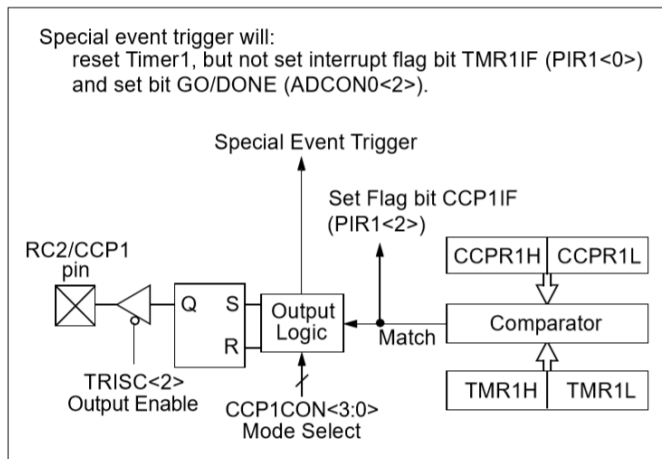 Special event trigger will:
reset Timer1, but not set interrupt flag bit TMR1IF (PIR1<0>)
and set bit GO/DONE (ADCON0<2>).
Special Event Trigger
Set Flag bit CCP1IF
(PIR1<2>)
RC2/CCP1
pin
CCPR1H CCPR1L
Q S
R
Output
Logic
Match
Comparator
TRISC<2>
Output Enable
CCP1CON<3:0>
Mode Select
TMR1H TMR1L